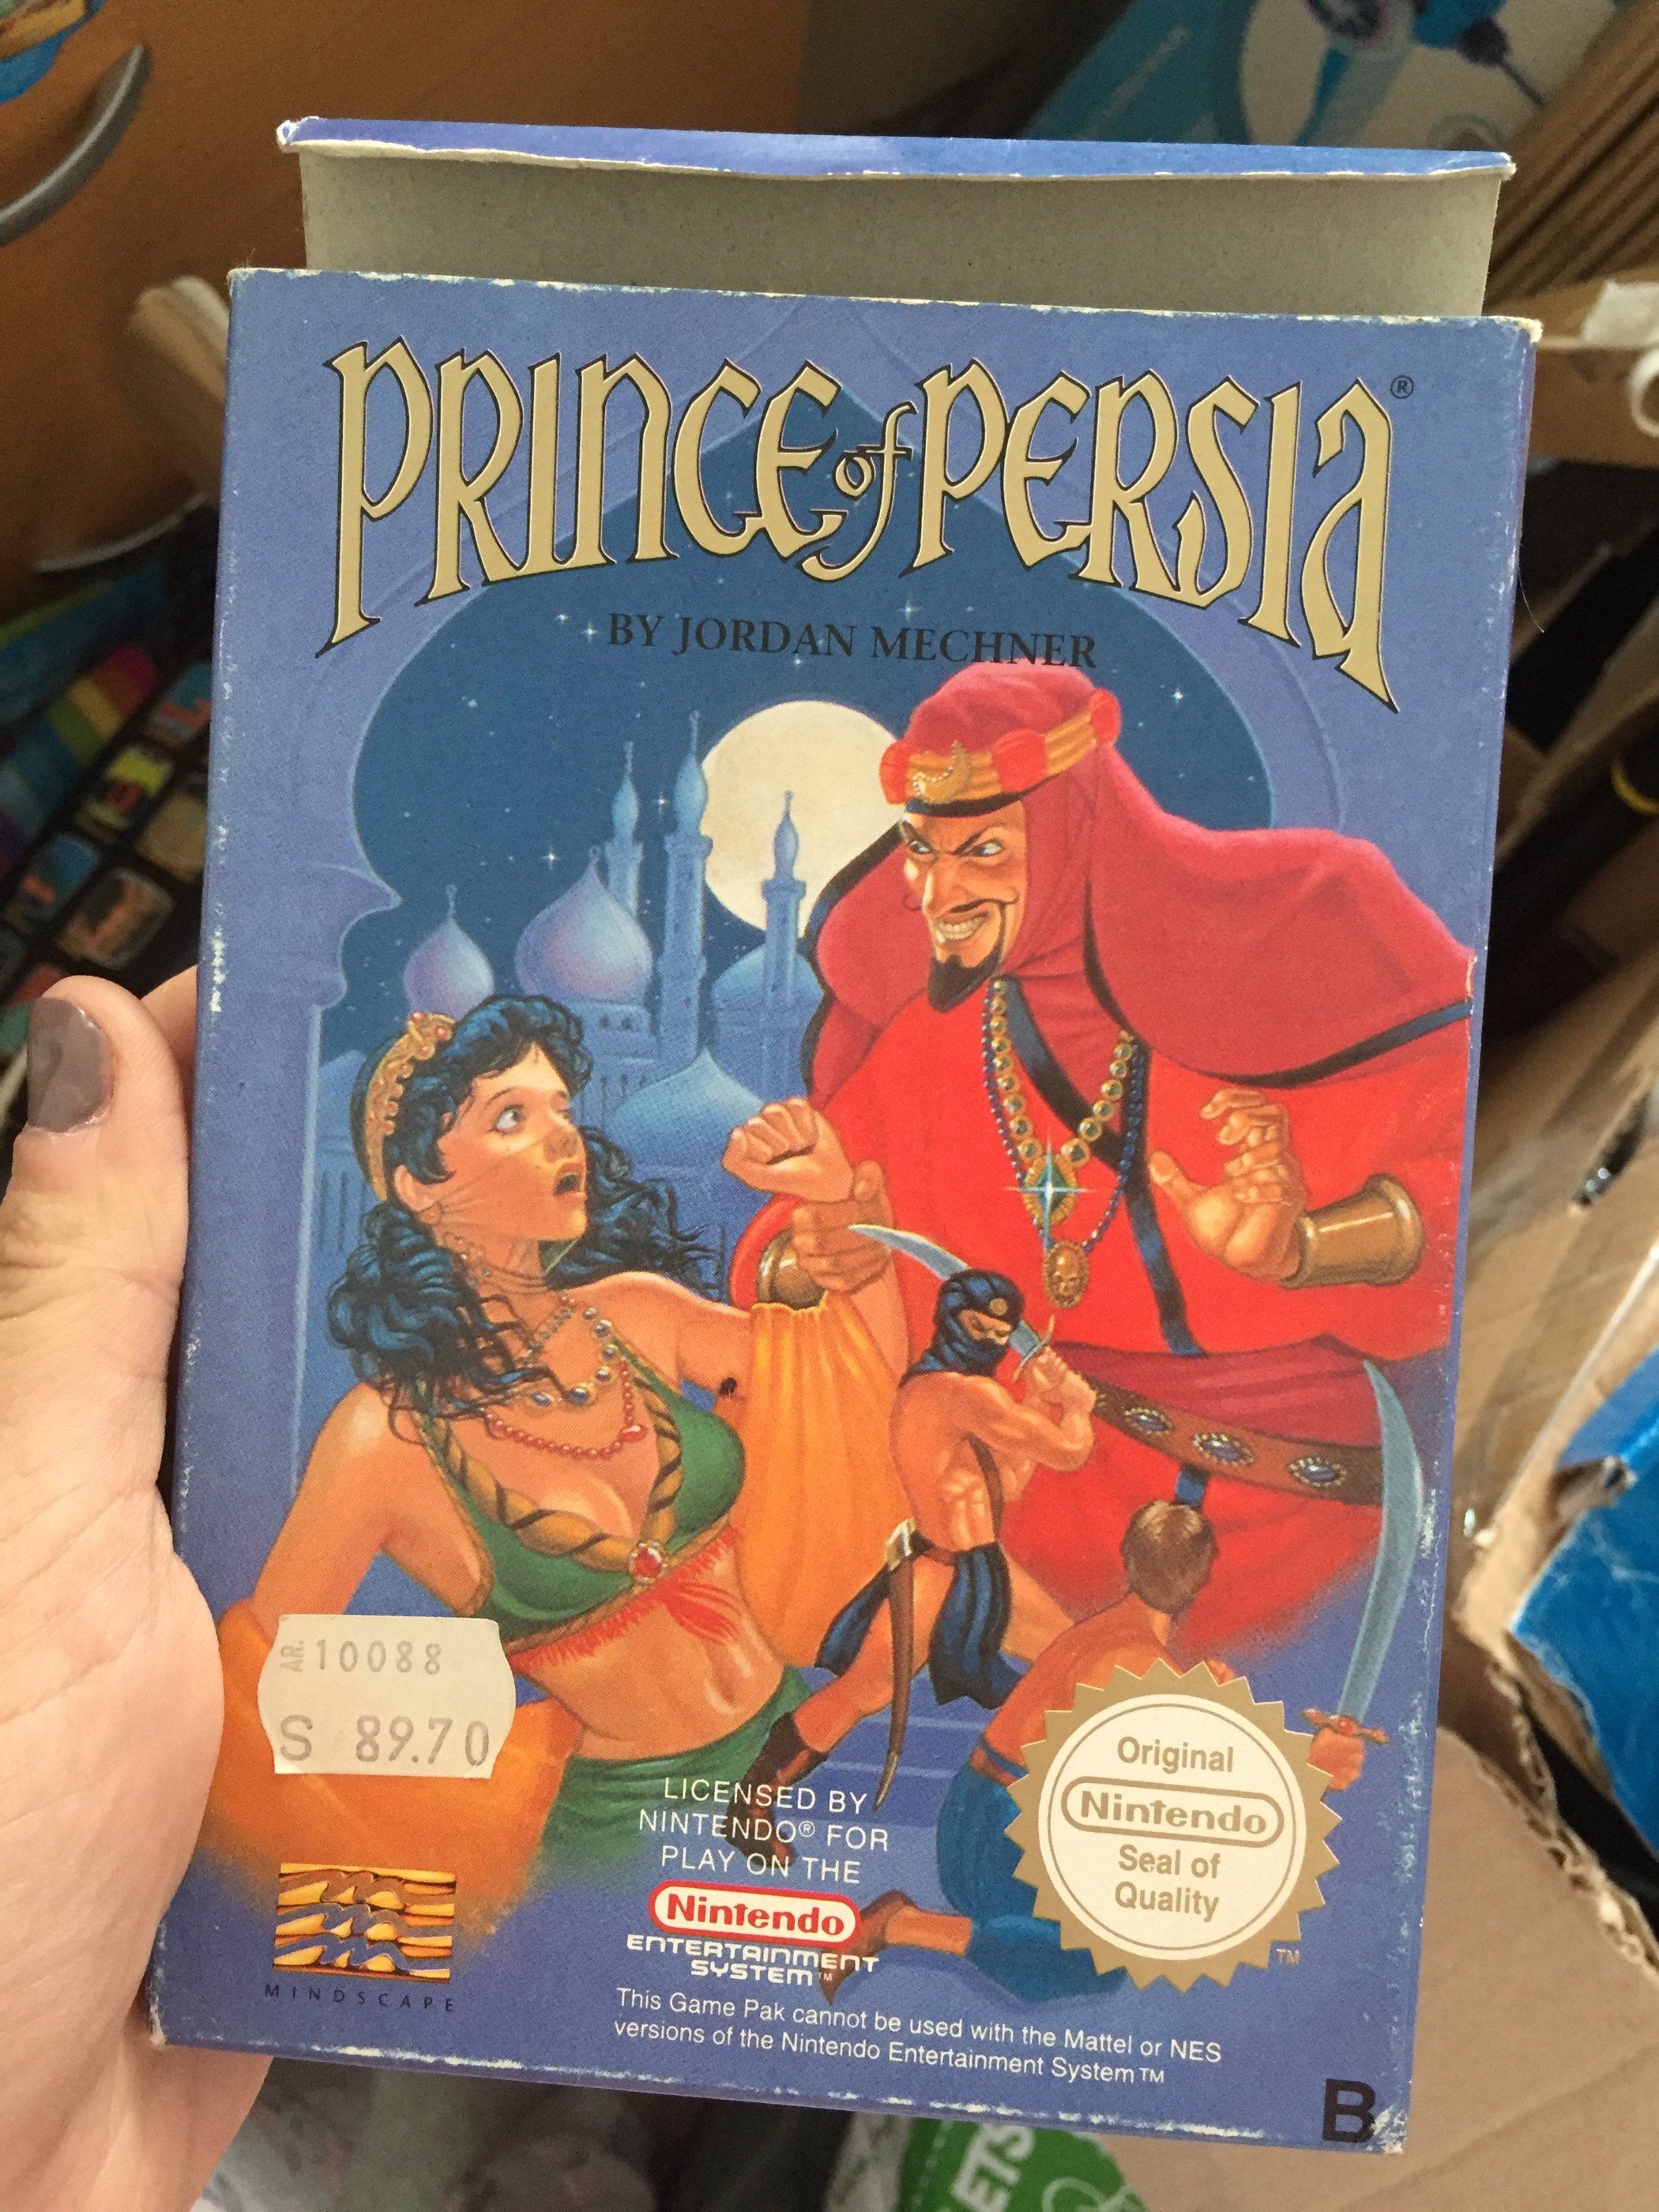 PRINCE of PERSIA®
BY JORDAN MECHNER
AR. 10088
S 89.70
LICENSED BY
NINTENDO® FOR
PLAY ON THE
Nintendo
ENTERTAINMENT
SYSTEM™
Original
Nintendo
Seal of
Quality
TM
MINDSCAPE
This Game Pak cannot be used with the Mattel or NES
versions of the Nintendo Entertainment System™
B
ETS